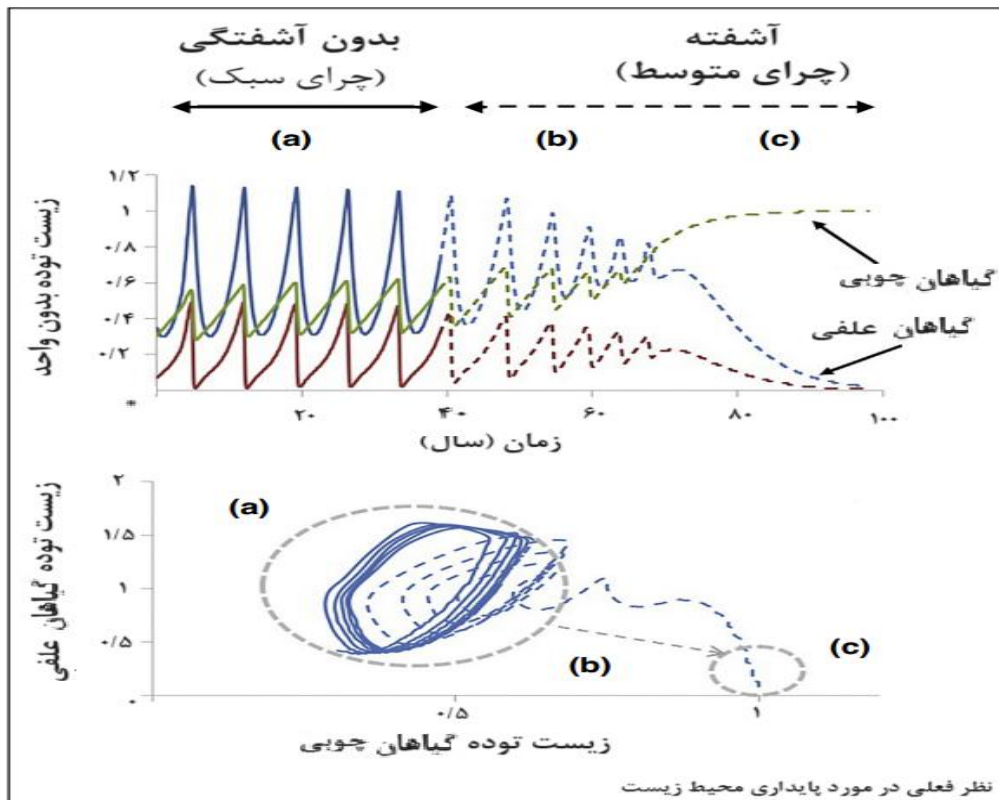 بدون آشفتگی
(چرای سبک)
آشفته
(چرای متوسط)
(a)
(b)
(c)
زیست توده بدون واحد
۱/۲
۱
۰/۸
۰/۶
۰/۴
۰/۲
*
۲۰
۴۰
۶۰
۸۰
۱۰۰
زمان (سال)
گیاهان چوبی
گیاهان علفی
زیست توده گیاهان علفی
۲
۱/۵
۱
۰/۵
۰
۰/۵
۱
(a)
(b)
(c)
زیست توده گیاهان چوبی
نظر فعلی در مورد پایداری محیط زیست